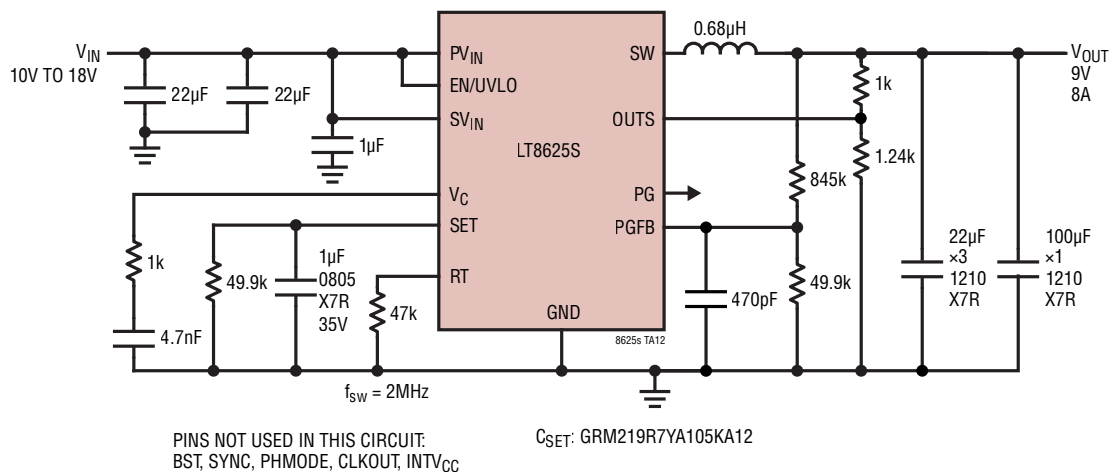 V_IN
10V TO 18V
22µF
22µF
1µF
PV_IN
EN/UVLO
SV_IN
V_C
SET
RT
LT8625S
SW
OUTS
PG
PGFB
GND
8625s TA12
0.68µH
V_OUT
9V
8A
1k
1.24k
845k
49.9k
470pF
22µF
×3
1210
X7R
100µF
×1
1210
X7R
1k
4.7nF
49.9k
1µF
0805
X7R
35V
47k
f_SW = 2MHz
PINS NOT USED IN THIS CIRCUIT:
BST, SYNC, PHMODE, CLKOUT, INTV_CC
C_SET: GRM219R7YA105KA12